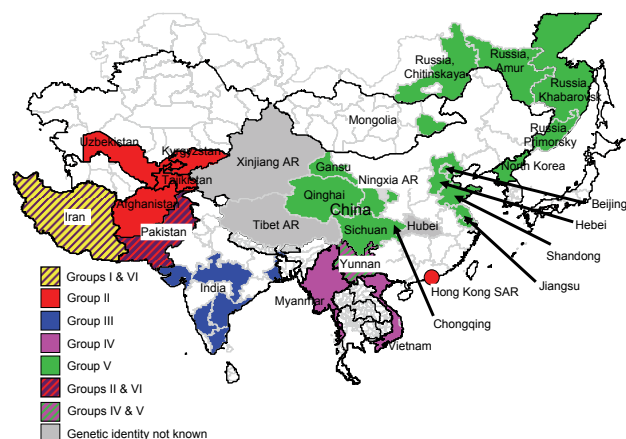 Russia,
Chitinskaya
Russia,
Amur
Russia,
Khabarovsk
Russia,
Primorsky
Mongolia
Uzbekistan
Kyrgyzstan
Tajikistan
Xinjiang AR
Gansu
Ningxia AR
North Korea
Afghanistan
Qinghai
China
Beijing
Iran
Pakistan
Tibet AR
Sichuan
Hubei
Hebei
Shandong
Yunnan
Jiangsu
India
Myanmar
Hong Kong SAR
Chongqing
Vietnam
Groups I & VI
Group II
Group III
Group IV
Group V
Groups II & VI
Groups IV & V
Genetic identity not known